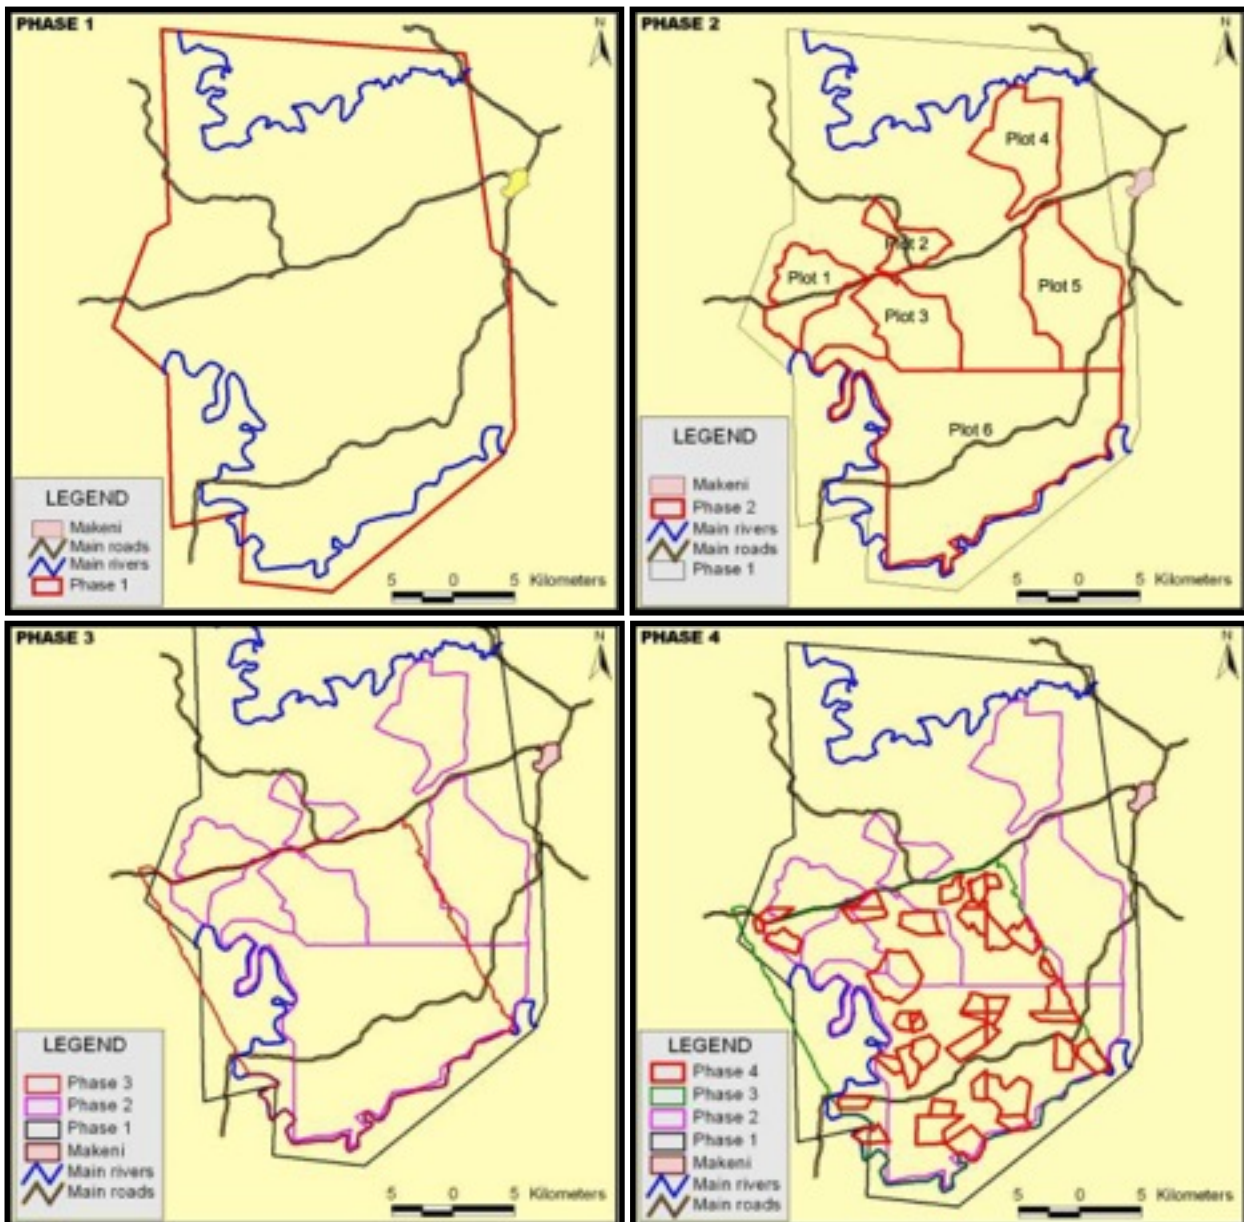 PHASE 1
N
LEGEND
Makeni
Main roads
Main rivers
Phase 1
5 0 5 Kilometers
PHASE 2
N
Plot 4
Plot 2
Plot 1
Plot 5
Plot 3
Plot 6
LEGEND
Makeni
Phase 2
Main rivers
Main roads
Phase 1
5 0 5 Kilometers
PHASE 3
N
LEGEND
Phase 3
Phase 2
Phase 1
Makeni
Main rivers
Main roads
5 0 5 Kilometers
PHASE 4
N
LEGEND
Phase 4
Phase 3
Phase 2
Phase 1
Makeni
Main rivers
Main roads
5 0 5 Kilometers